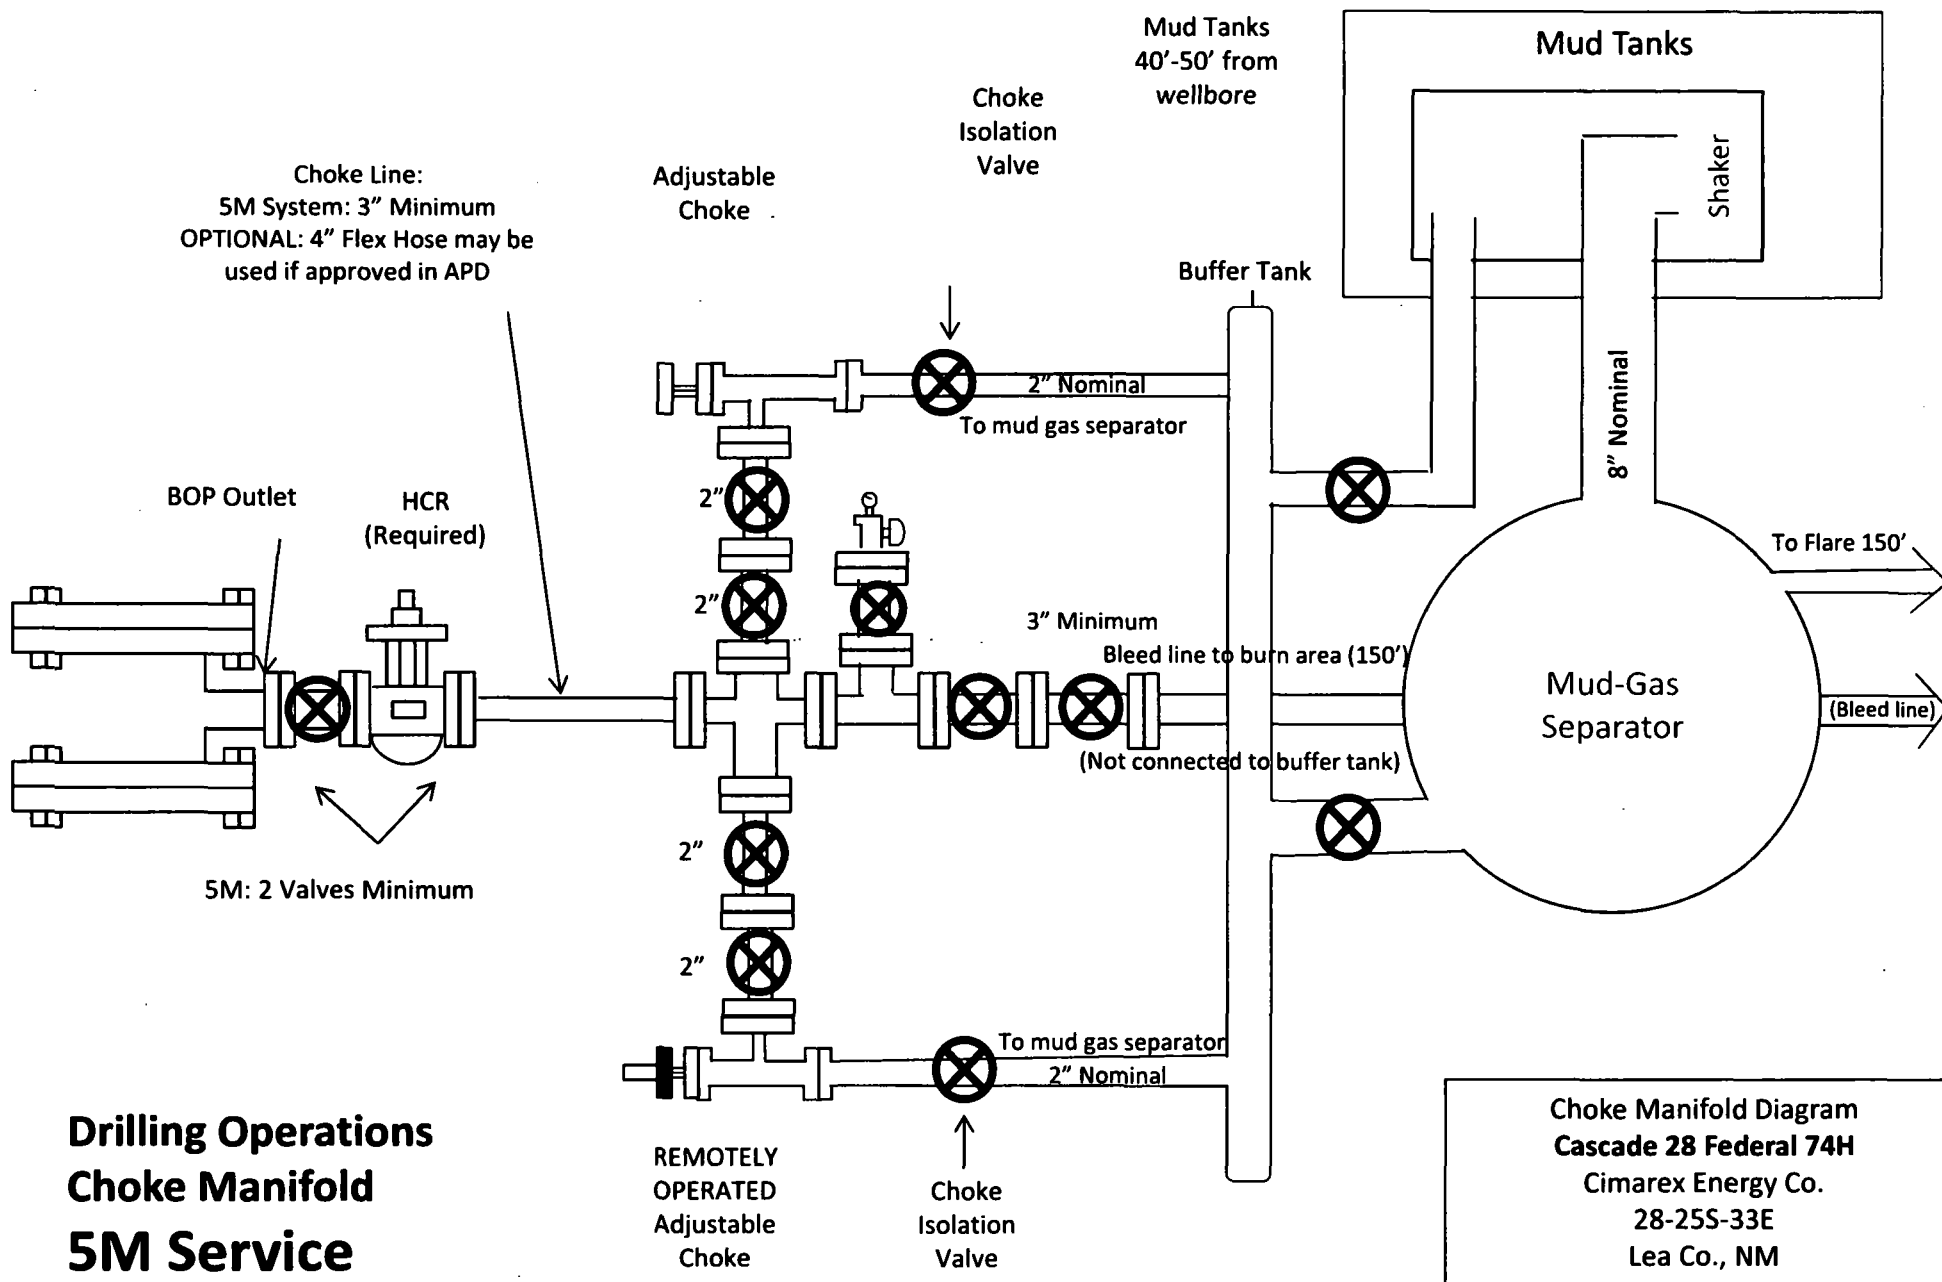 Mud Tanks
40'-50' from
wellbore
Mud Tanks
Shaker
Choke
Isolation
Valve
Choke Line:
5M System: 3" Minimum
OPTIONAL: 4" Flex Hose may be
used if approved in APD
Adjustable
Choke
Buffer Tank
2" Nominal
To mud gas separator
8" Nominal
BOP Outlet
HCR
(Required)
2"
2"
To Flare 150'
3" Minimum
Bleed line to burn area (150')
Mud-Gas
Separator
(Bleed line)
(Not connected to buffer tank)
5M: 2 Valves Minimum
2"
2"
To mud gas separator
2" Nominal
REMOTELY
OPERATED
Adjustable
Choke
Choke
Isolation
Valve
Drilling Operations
Choke Manifold
5M Service
Choke Manifold Diagram
Cascade 28 Federal 74H
Cimarex Energy Co.
28-25S-33E
Lea Co., NM